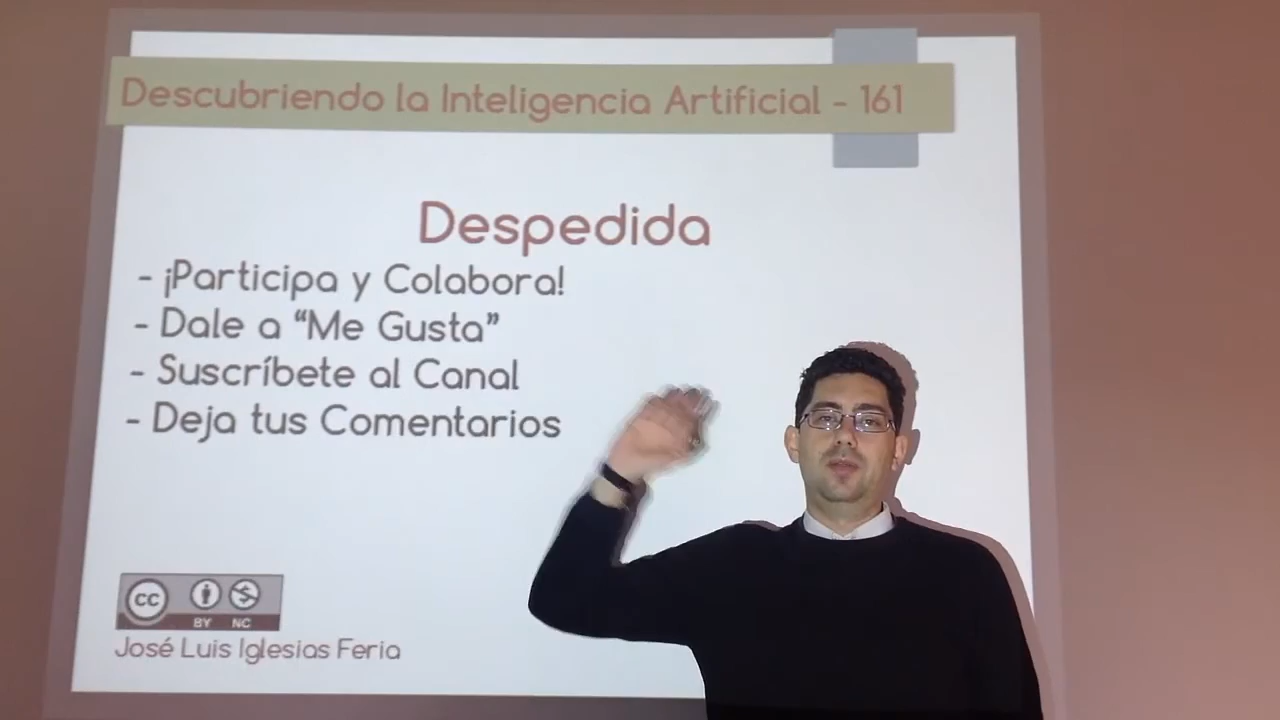 Descubriendo la Inteligencia Artificial - 161
Despedida
- ¡Participa y Colabora!
- Dale a “Me Gusta”
- Suscríbete al Canal
- Deja tus Comentarios
cc
BY NC
José Luis Iglesias Feria